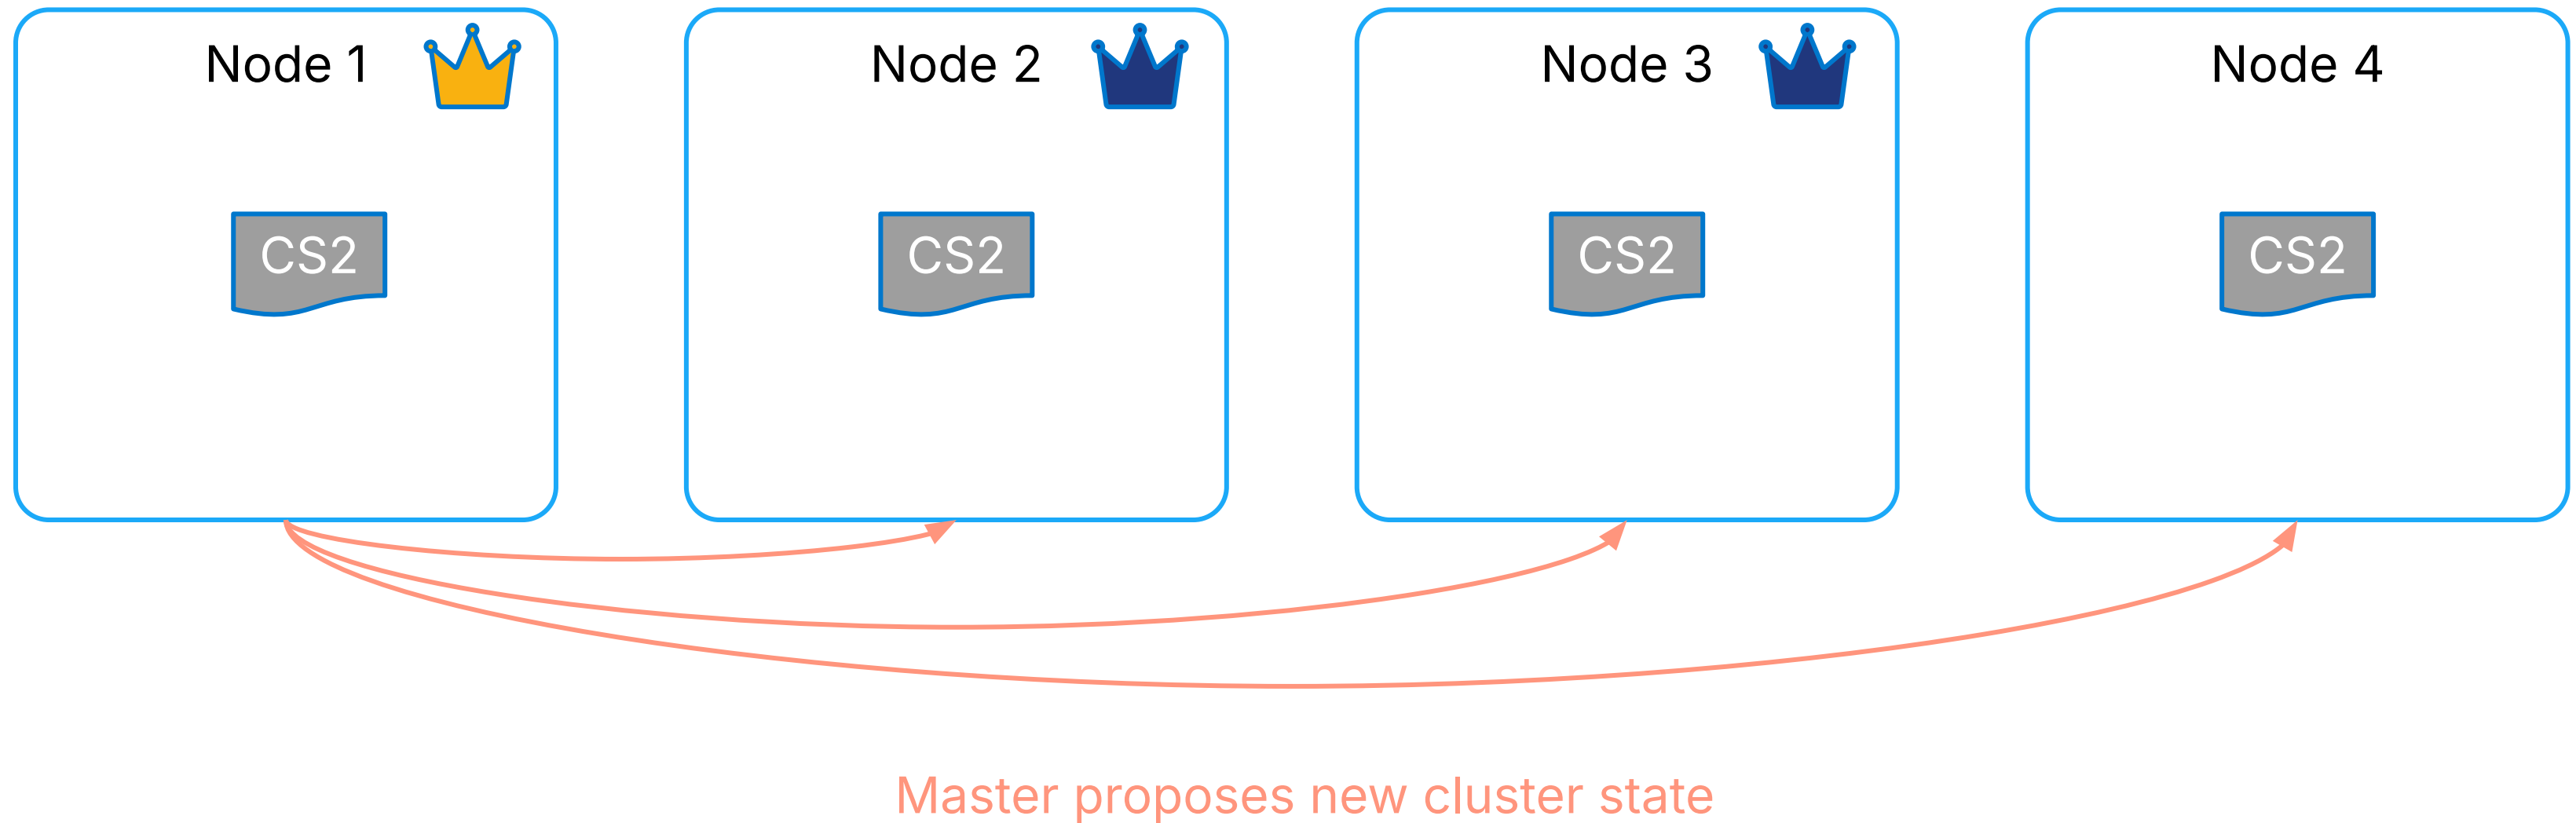 Node 1
Node 2
Node 3
Node 4
CS2
CS2
CS2
CS2
Master proposes new cluster state